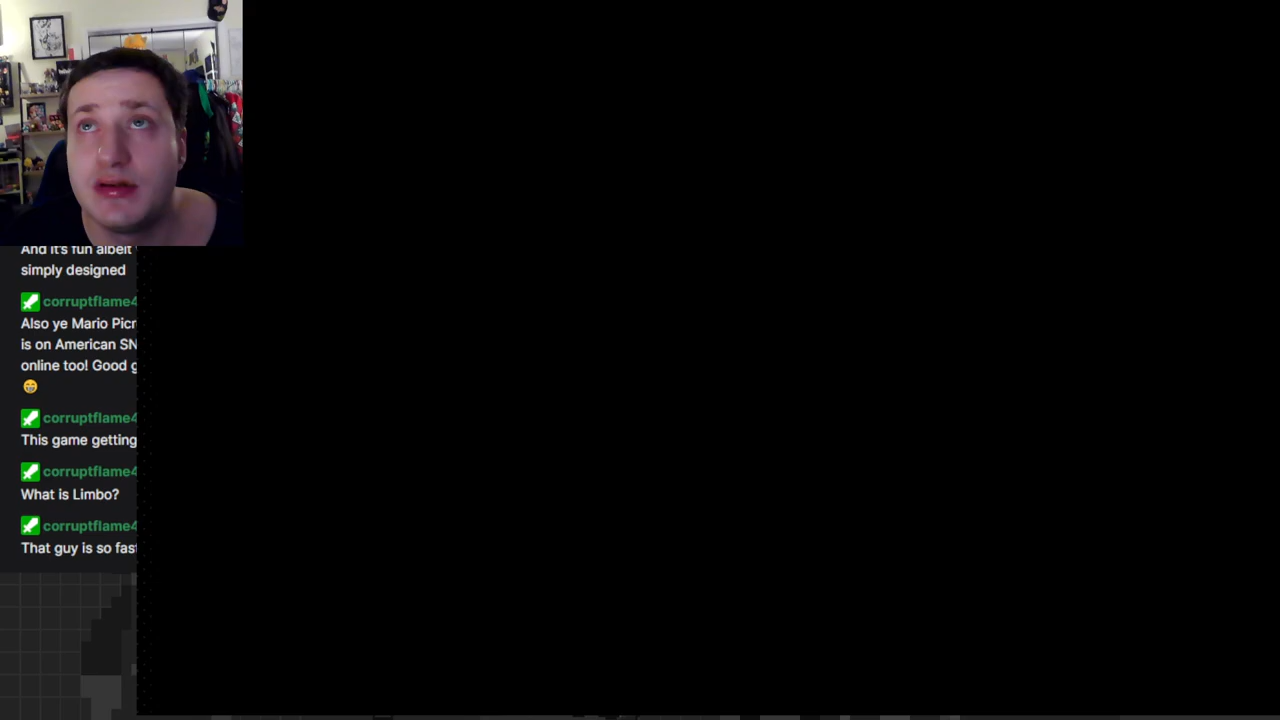 And it's fun albeit
simply designed
corruptflame4
Also ye Mario Picr
is on American SN
online too! Good g
corruptflame4
This game getting
corruptflame4
What is Limbo?
corruptflame4
That guy is so fast